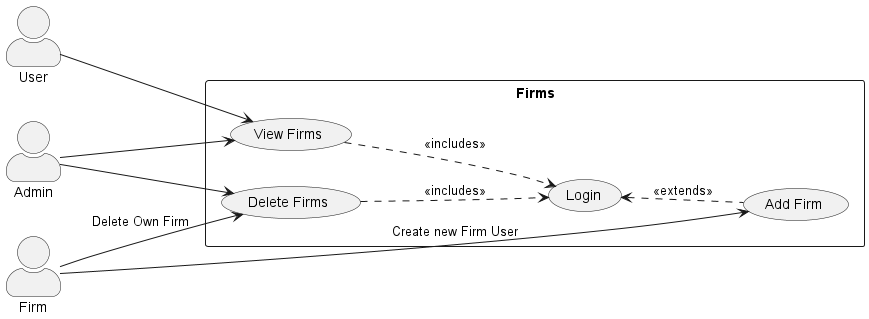 User
Firms
View Firms
«includes»
Admin
Delete Firms
«includes»
Login
«extends»
Add Firm
Delete Own Firm
Create new Firm User
Firm